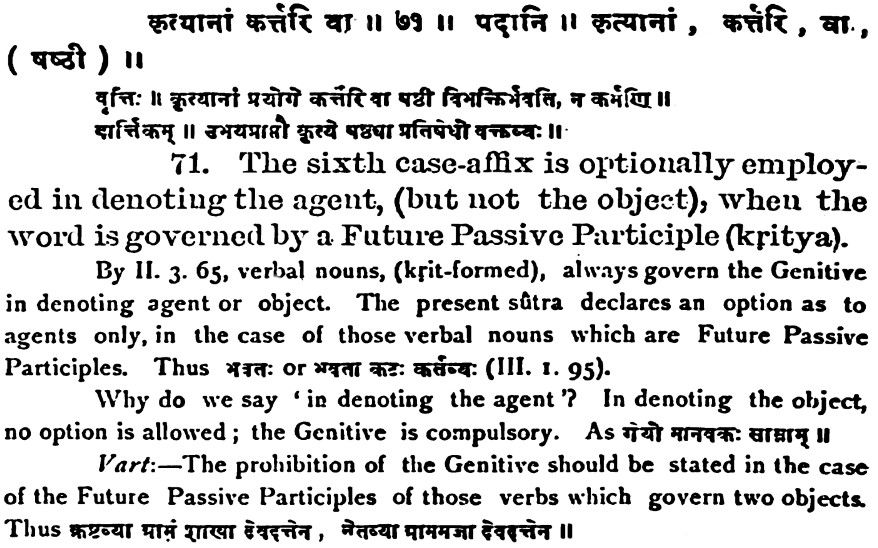 कृत्यानां कर्त्तरि वा ॥ ७१ ॥ पदानि ॥ कृत्यानां , कर्त्तरि , वा ,
( षष्ठी ) ॥
वृत्तिः ॥ कृत्यानां प्रयोगे कर्त्तरि वा षष्ठी विभक्तिर्भवति, न कर्मणि ॥
वार्त्तिकम् ॥ उभयप्राप्तौ कृत्ये षष्ठ्याः प्रतिषेधो वक्तव्यः ॥
71. The sixth case-affix is optionally employ-
ed in denoting the agent, (but not the object), when the
word is governed by a Future Passive Participle (kṛitya).
By II. 3. 65, verbal nouns, (kṛit-formed), always govern the Genitive
in denoting agent or object. The present sûtra declares an option as to
agents only, in the case of those verbal nouns which are Future Passive
Participles. Thus भवतः or भवता कटः कर्त्तव्यः (III. 1. 95).
Why do we say ‘in denoting the agent’? In denoting the object,
no option is allowed; the Genitive is compulsory. As गेयो मानवकः साम्नाम् ॥
Vart:—The prohibition of the Genitive should be stated in the case
of the Future Passive Participles of those verbs which govern two objects.
Thus क्रष्टव्या ग्रामं शाखा देवदत्तेन , नेतव्या ग्राममजा देवदत्तेन ॥